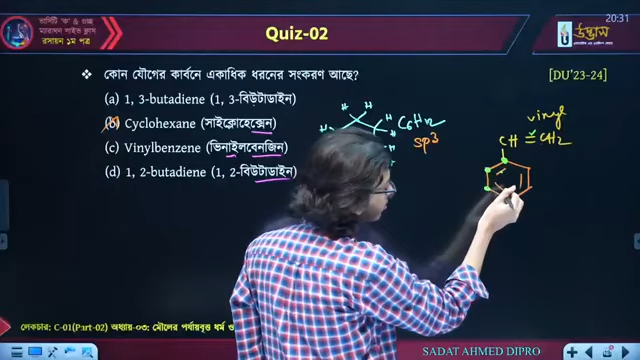 ভার্সিটি 'ক' & গুচ্ছ
ম্যারাথন লাইভ ক্লাস
রসায়ন ১ম পত্র
Quiz-02
20:31
উদ্ভাস
❖ কোন যৌগের কার্বনে একাধিক ধরনের সংকরণ আছে?
[DU'23-24]
(a) 1, 3-butadiene (1, 3-বিউটাডাইন)
(b) Cyclohexane (সাইক্লোহেক্সেন)
(c) Vinylbenzene (ভিনাইলবেনজিন)
(d) 1, 2-butadiene (1, 2-বিউটাডাইন)
H H
H
C6H12
sp3
vinyl
CH = CH2
লেকচার: C-01(Part-02) অধ্যায়-০৩: মৌলের পর্যায়বৃত্ত ধর্ম ও
SADAT AHMED DIPRO